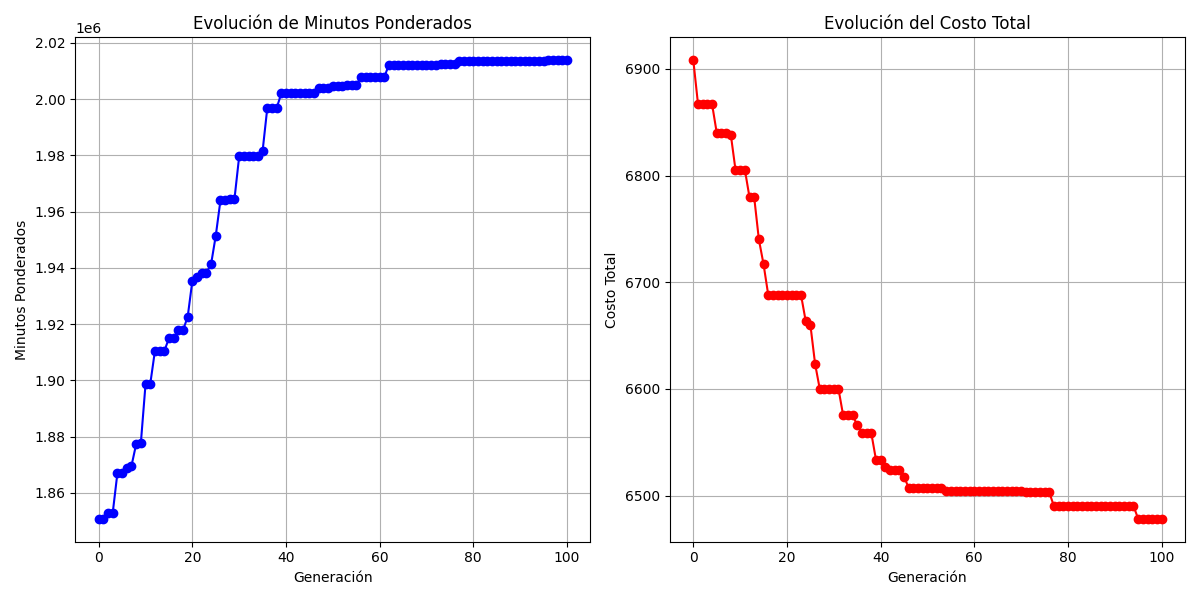 Evolución de Minutos Ponderados
1e6
2.02
2.00
1.98
1.96
1.94
1.92
1.90
1.88
1.86
Minutos Ponderados
0 20 40 60 80 100
Generación
Evolución del Costo Total
6900
6800
6700
6600
6500
Costo Total
0 20 40 60 80 100
Generación